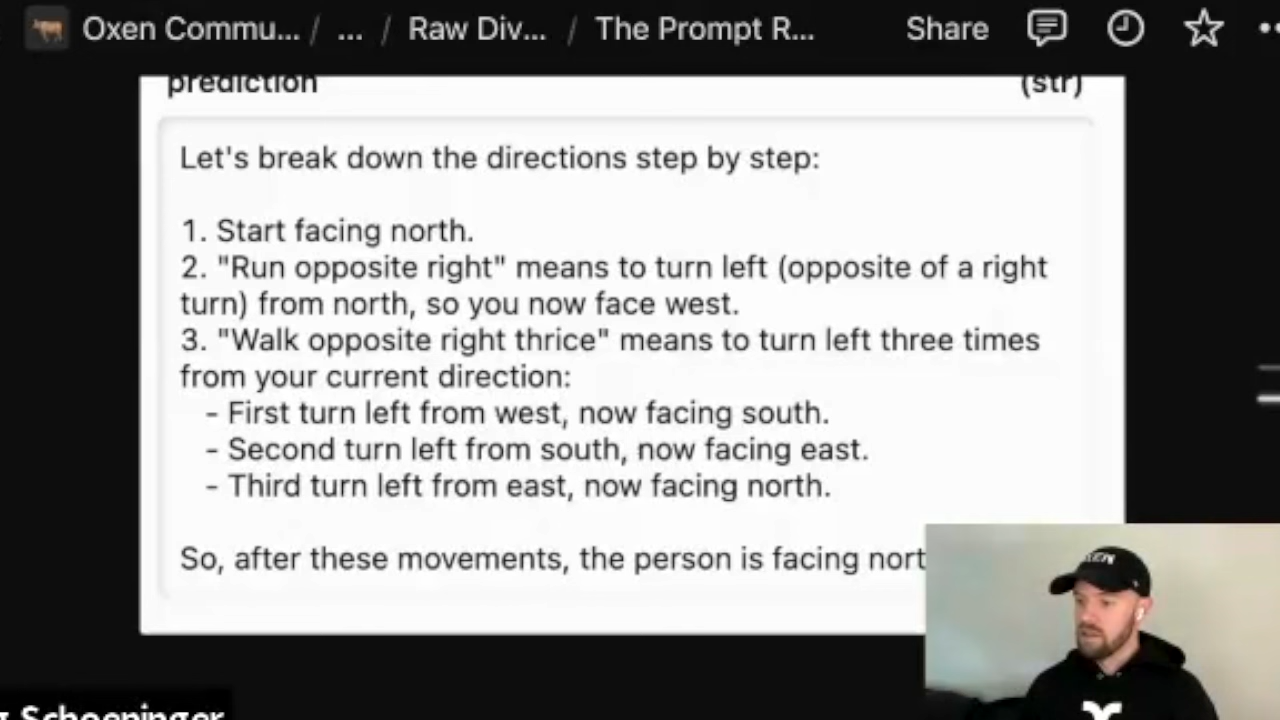 Oxen Commu... / ... / Raw Div... / The Prompt R... Share
prediction (str)
Let's break down the directions step by step:
1. Start facing north.
2. "Run opposite right" means to turn left (opposite of a right
turn) from north, so you now face west.
3. "Walk opposite right thrice" means to turn left three times
from your current direction:
- First turn left from west, now facing south.
- Second turn left from south, now facing east.
- Third turn left from east, now facing north.
So, after these movements, the person is facing nort
Schoeninger